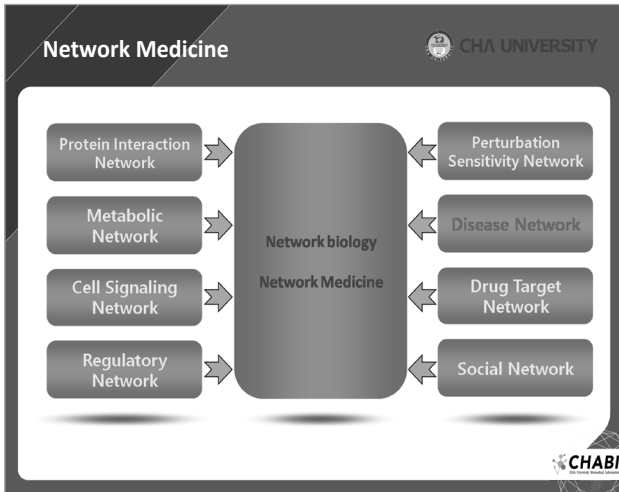 Network Medicine
CHΛ UNIVERSITY
Protein Interaction
Network
Metabolic
Network
Cell Signaling
Network
Regulatory
Network
Network biology
Network Medicine
Perturbation
Sensitivity Network
Disease Network
Drug Target
Network
Social Network
CHABI